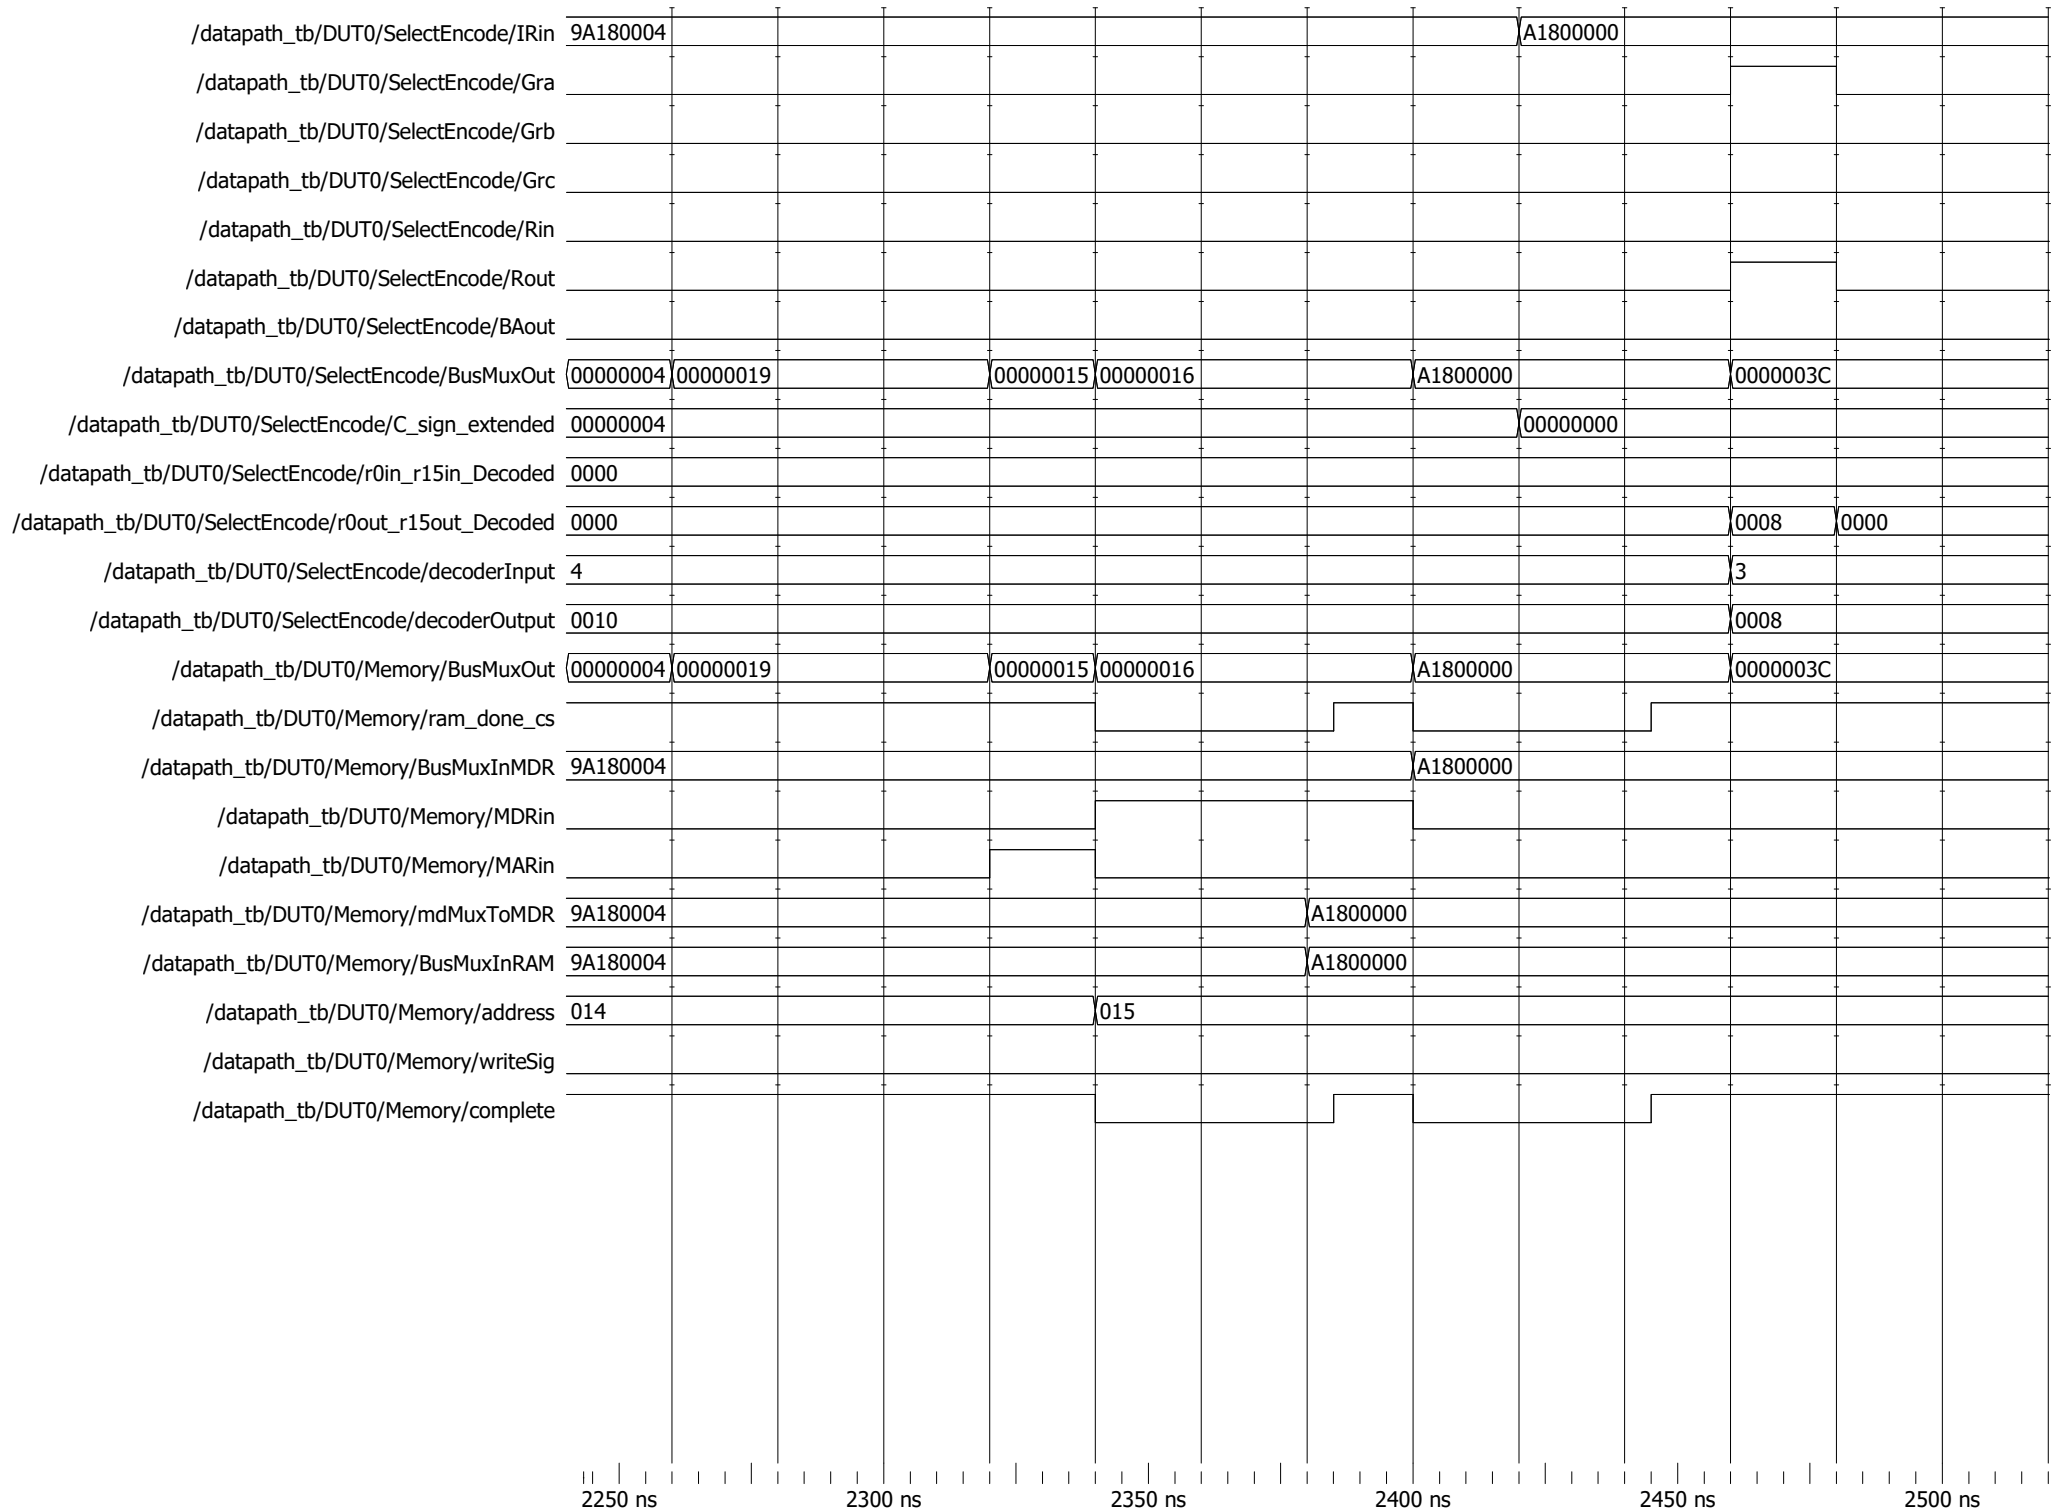 /datapath_tb/DUT0/SelectEncode/IRin 9A180004 A1800000
/datapath_tb/DUT0/SelectEncode/Gra
/datapath_tb/DUT0/SelectEncode/Grb
/datapath_tb/DUT0/SelectEncode/Grc
/datapath_tb/DUT0/SelectEncode/Rin
/datapath_tb/DUT0/SelectEncode/Rout
/datapath_tb/DUT0/SelectEncode/BAout
/datapath_tb/DUT0/SelectEncode/BusMuxOut 00000004 00000019 00000015 00000016 A1800000 0000003C
/datapath_tb/DUT0/SelectEncode/C_sign_extended 00000004 00000000
/datapath_tb/DUT0/SelectEncode/r0in_r15in_Decoded 0000
/datapath_tb/DUT0/SelectEncode/r0out_r15out_Decoded 0000 0008 0000
/datapath_tb/DUT0/SelectEncode/decoderInput 4 3
/datapath_tb/DUT0/SelectEncode/decoderOutput 0010 0008
/datapath_tb/DUT0/Memory/BusMuxOut 00000004 00000019 00000015 00000016 A1800000 0000003C
/datapath_tb/DUT0/Memory/ram_done_cs
/datapath_tb/DUT0/Memory/BusMuxInMDR 9A180004 A1800000
/datapath_tb/DUT0/Memory/MDRin
/datapath_tb/DUT0/Memory/MARin
/datapath_tb/DUT0/Memory/mdMuxToMDR 9A180004 A1800000
/datapath_tb/DUT0/Memory/BusMuxInRAM 9A180004 A1800000
/datapath_tb/DUT0/Memory/address 014 015
/datapath_tb/DUT0/Memory/writeSig
/datapath_tb/DUT0/Memory/complete
2250 ns 2300 ns 2350 ns 2400 ns 2450 ns 2500 ns